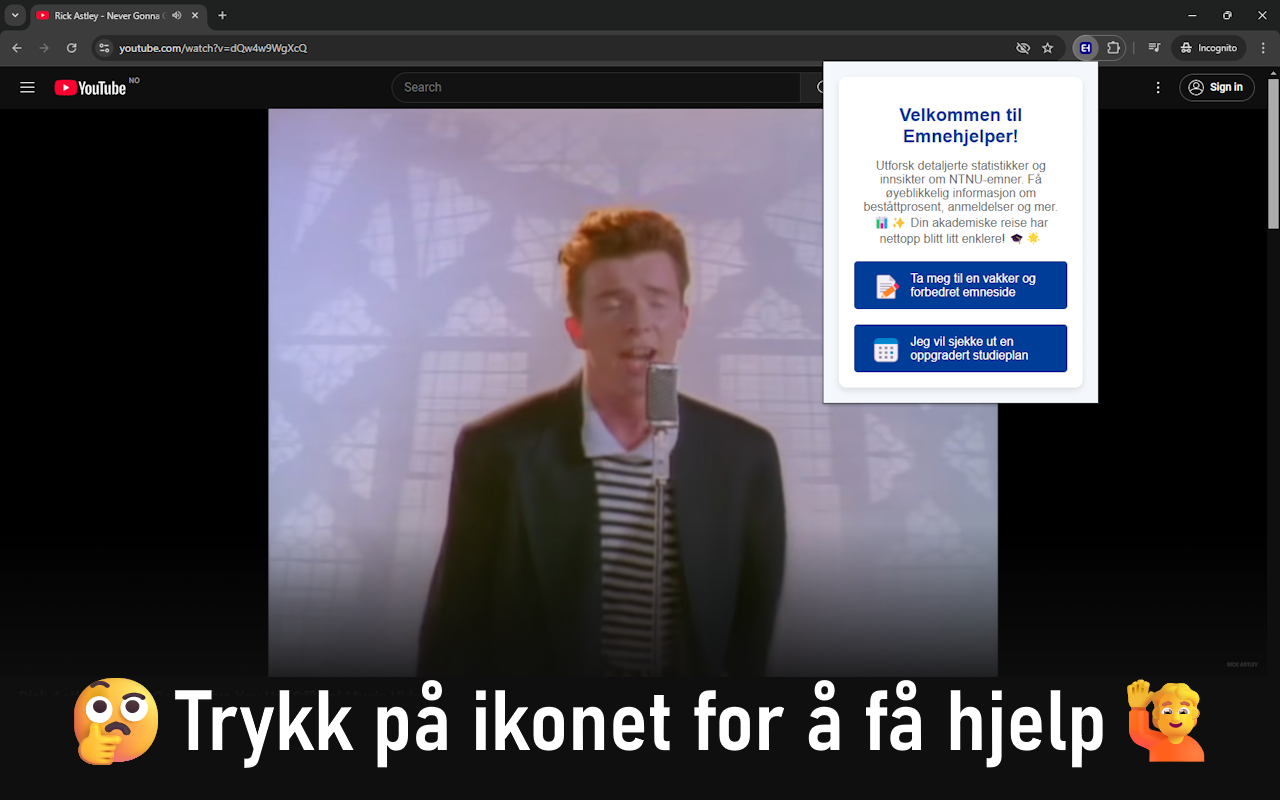 Rick Astley - Never Gonna
youtube.com/watch?v=dQw4w9WgXcQ
Incognito
YouTube NO
Search
Sign in
Velkommen til
Emnehjelper!
Utforsk detaljerte statistikker og
innsikter om NTNU-emner. Få
øyeblikkelig informasjon om
beståttprosent, anmeldelser og mer.
📊 ✨ Din akademiske reise har
nettopp blitt litt enklere! 🎓 🌟
Ta meg til en vakker og
forbedret emneside
Jeg vil sjekke ut en
oppgradert studieplan
RICK ASTLEY
Trykk på ikonet for å få hjelp